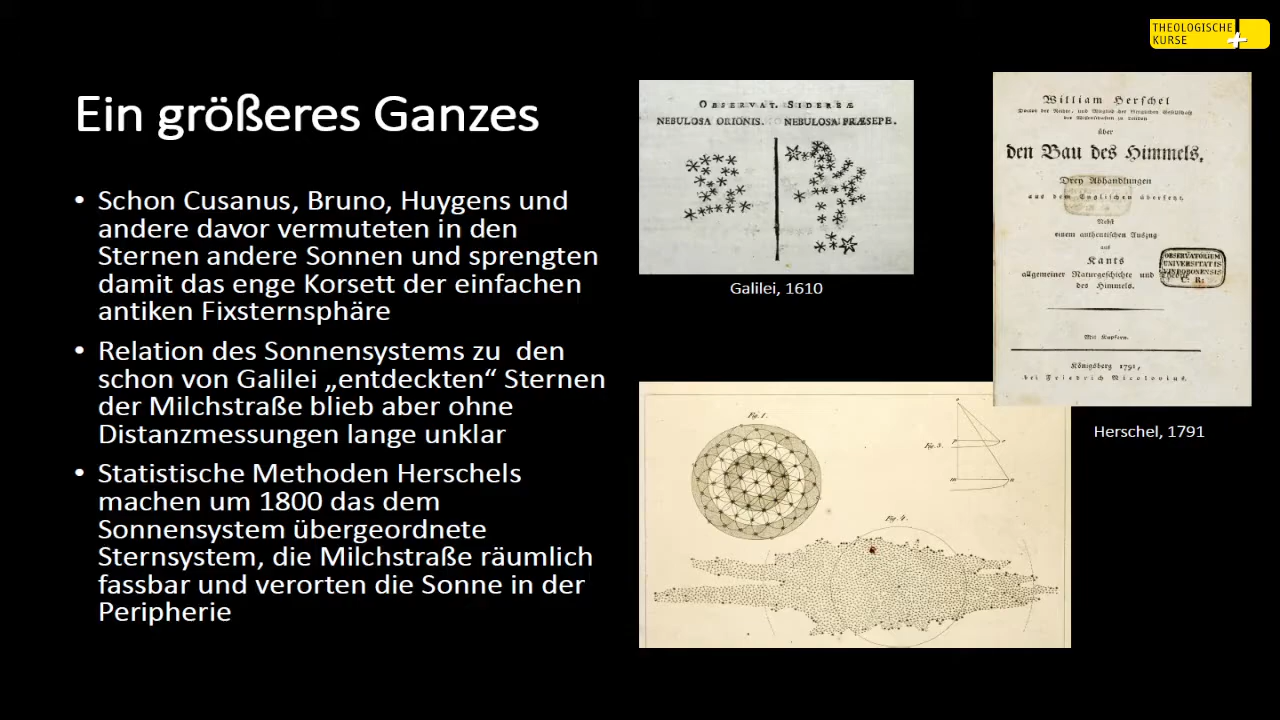 THEOLOGISCHE
KURSE
Ein größeres Ganzes
• Schon Cusanus, Bruno, Huygens und
andere davor vermuteten in den
Sternen andere Sonnen und sprengten
damit das enge Korsett der einfachen
antiken Fixsternsphäre
• Relation des Sonnensystems zu den
schon von Galilei „entdeckten“ Sternen
der Milchstraße blieb aber ohne
Distanzmessungen lange unklar
• Statistische Methoden Herschels
machen um 1800 das dem
Sonnensystem übergeordnete
Sternsystem, die Milchstraße räumlich
fassbar und verorten die Sonne in der
Peripherie
OBSERVAT. SIDEREÆ
NEBULOSA ORIONIS. NEBULOSA PRÆSEPE.
Galilei, 1610
William Herschel
über
den Bau des Himmels,
Drey Abhandlungen
aus dem Englischen übersetzt,
Nebst
einem authentischen Auszug
aus
Kants
allgemeiner Naturgeschichte und
des Himmels.
OBSERVATORIUM
UNIVERSITATIS
VINDOBONENSIS
Mit Kupfern.
Königsberg 1791,
bei Friedrich Nicolovius.
Herschel, 1791
Fig. 1.
Fig. 3.
Fig. 4.